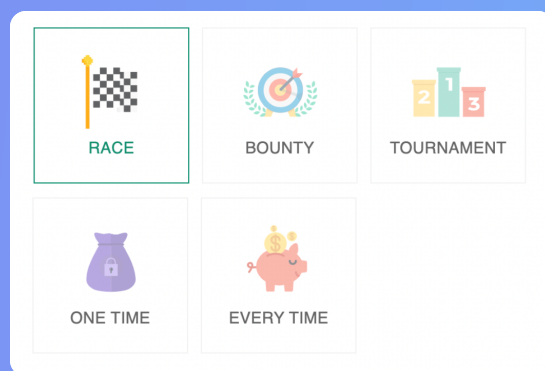 RACE
BOUNTY
2 1 3
TOURNAMENT
ONE TIME
$
EVERY TIME